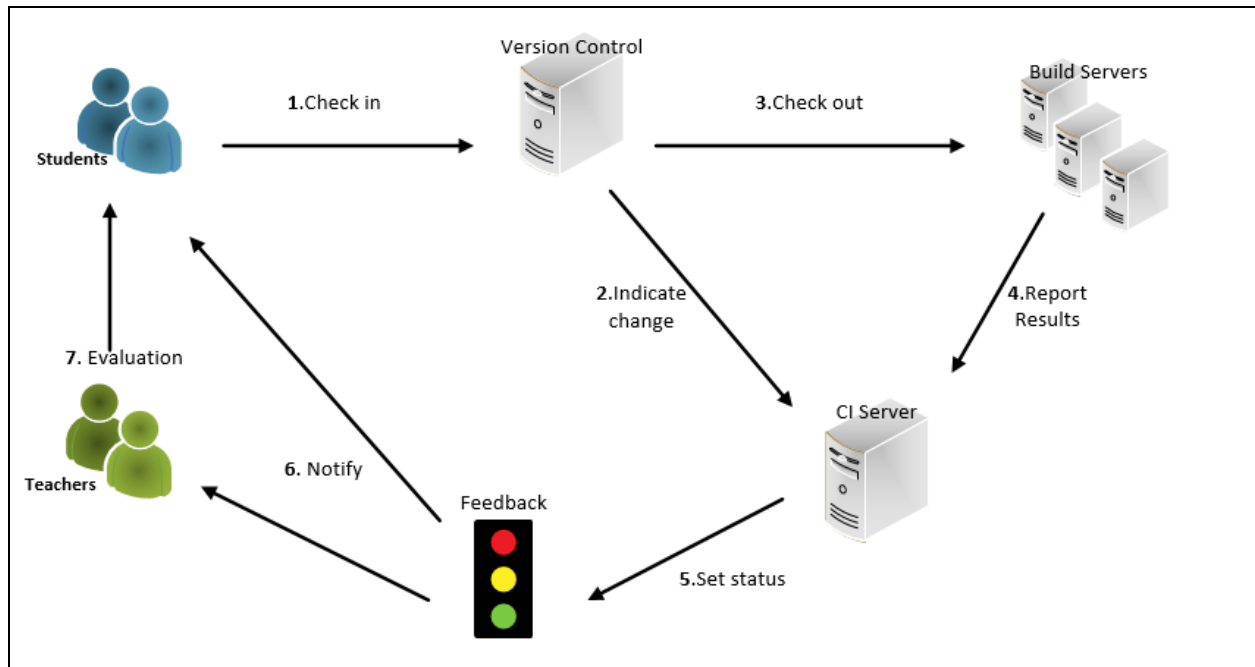 Version Control
Build Servers
1.Check in
3.Check out
Students
2.Indicate
change
4.Report
Results
7. Evaluation
CI Server
6. Notify
Teachers
Feedback
5.Set status